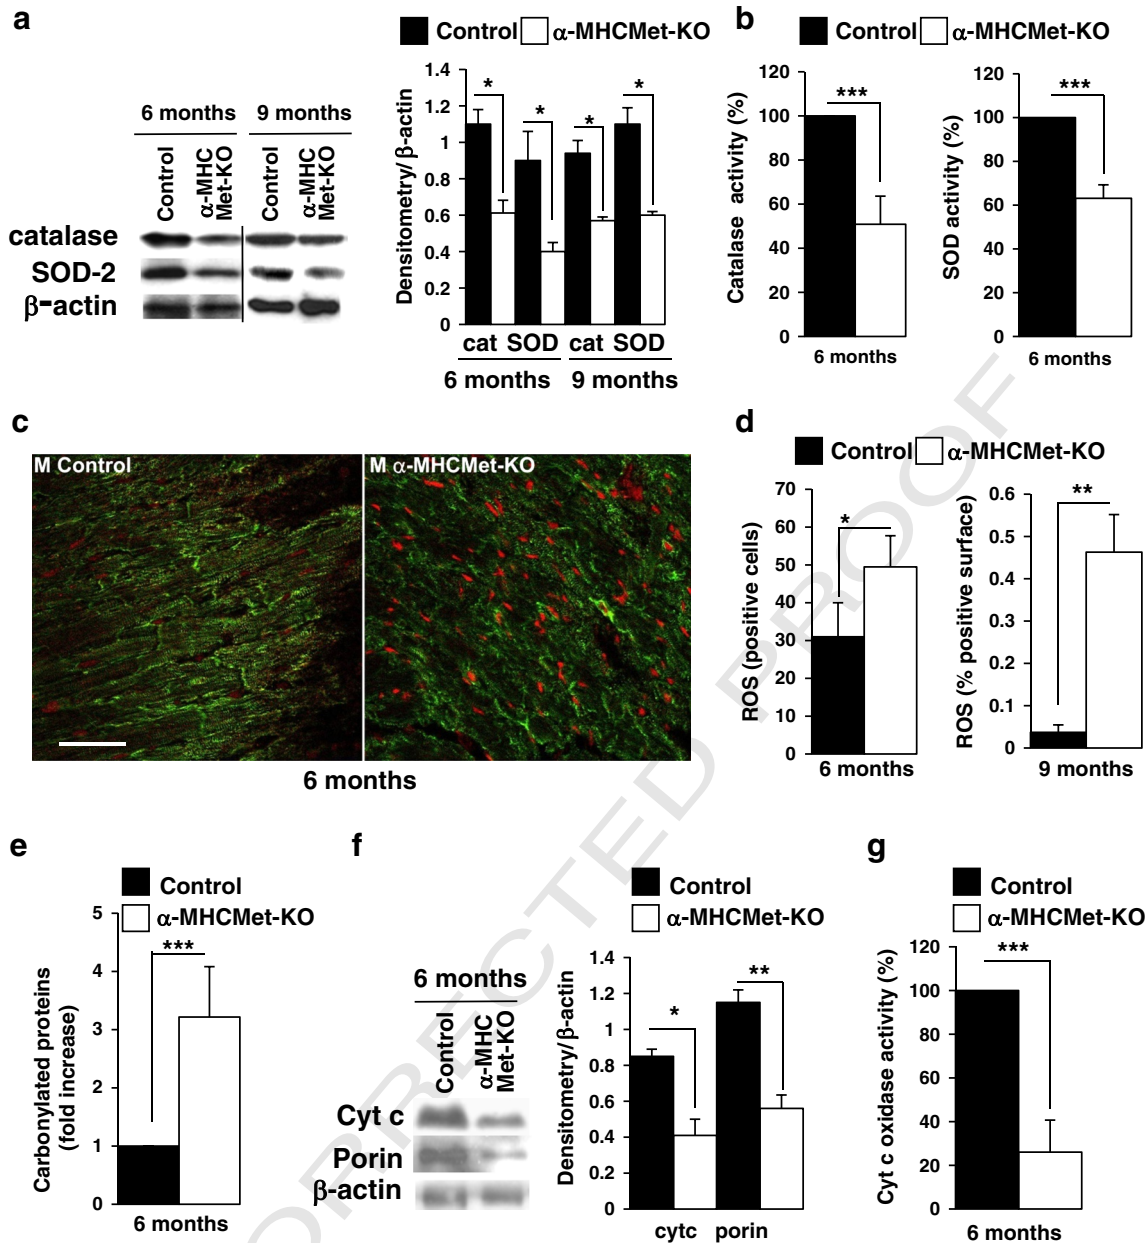 a
Control α-MHCMet-KO
6 months 9 months
Control
α-MHC
Met-KO
Control
α-MHC
Met-KO
catalase
SOD-2
β-actin
Densitometry/β-actin
1.4
1.2
1
0.8
0.6
0.4
0.2
0
* * * *
cat SOD cat SOD
6 months 9 months
b
Control α-MHCMet-KO
Catalase activity (%)
120
100
80
60
40
20
0
***
6 months
SOD activity (%)
120
100
80
60
40
20
0
***
6 months
c
M Control
M α-MHCMet-KO
6 months
d
Control α-MHCMet-KO
ROS (positive cells)
70
60
50
40
30
20
10
0
*
6 months
ROS (% positive surface)
0.6
0.5
0.4
0.3
0.2
0.1
0
**
9 months
e
Control
α-MHCMet-KO
Carbonylated proteins
(fold increase)
5
4
3
2
1
0
***
6 months
f
6 months
Control
α-MHC
Met-KO
Cyt c
Porin
β-actin
Control
α-MHCMet-KO
Densitometry/β-actin
1.4
1.2
1
0.8
0.6
0.4
0.2
0
* **
cytc porin
g
Control
α-MHCMet-KO
Cyt c oxidase activity (%)
120
100
80
60
40
20
0
***
6 months
ORRECTED PROOF